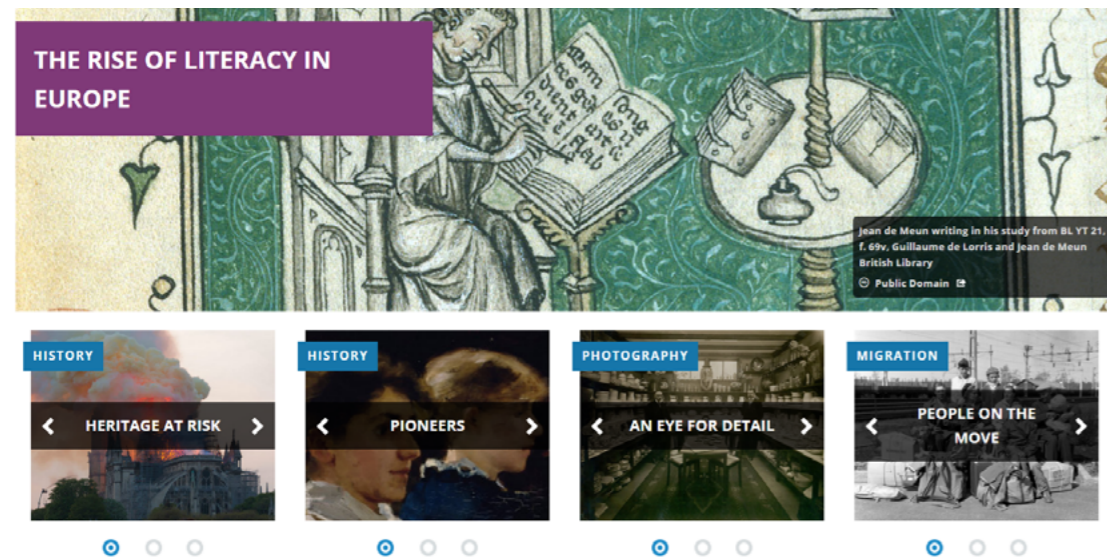 THE RISE OF LITERACY IN
EUROPE
Jean de Meun writing in his study from BL YT 21,
f. 69v, Guillaume de Lorris and Jean de Meun
British Library
Public Domain
HISTORY
HERITAGE AT RISK
HISTORY
PIONEERS
PHOTOGRAPHY
AN EYE FOR DETAIL
MIGRATION
PEOPLE ON THE
MOVE